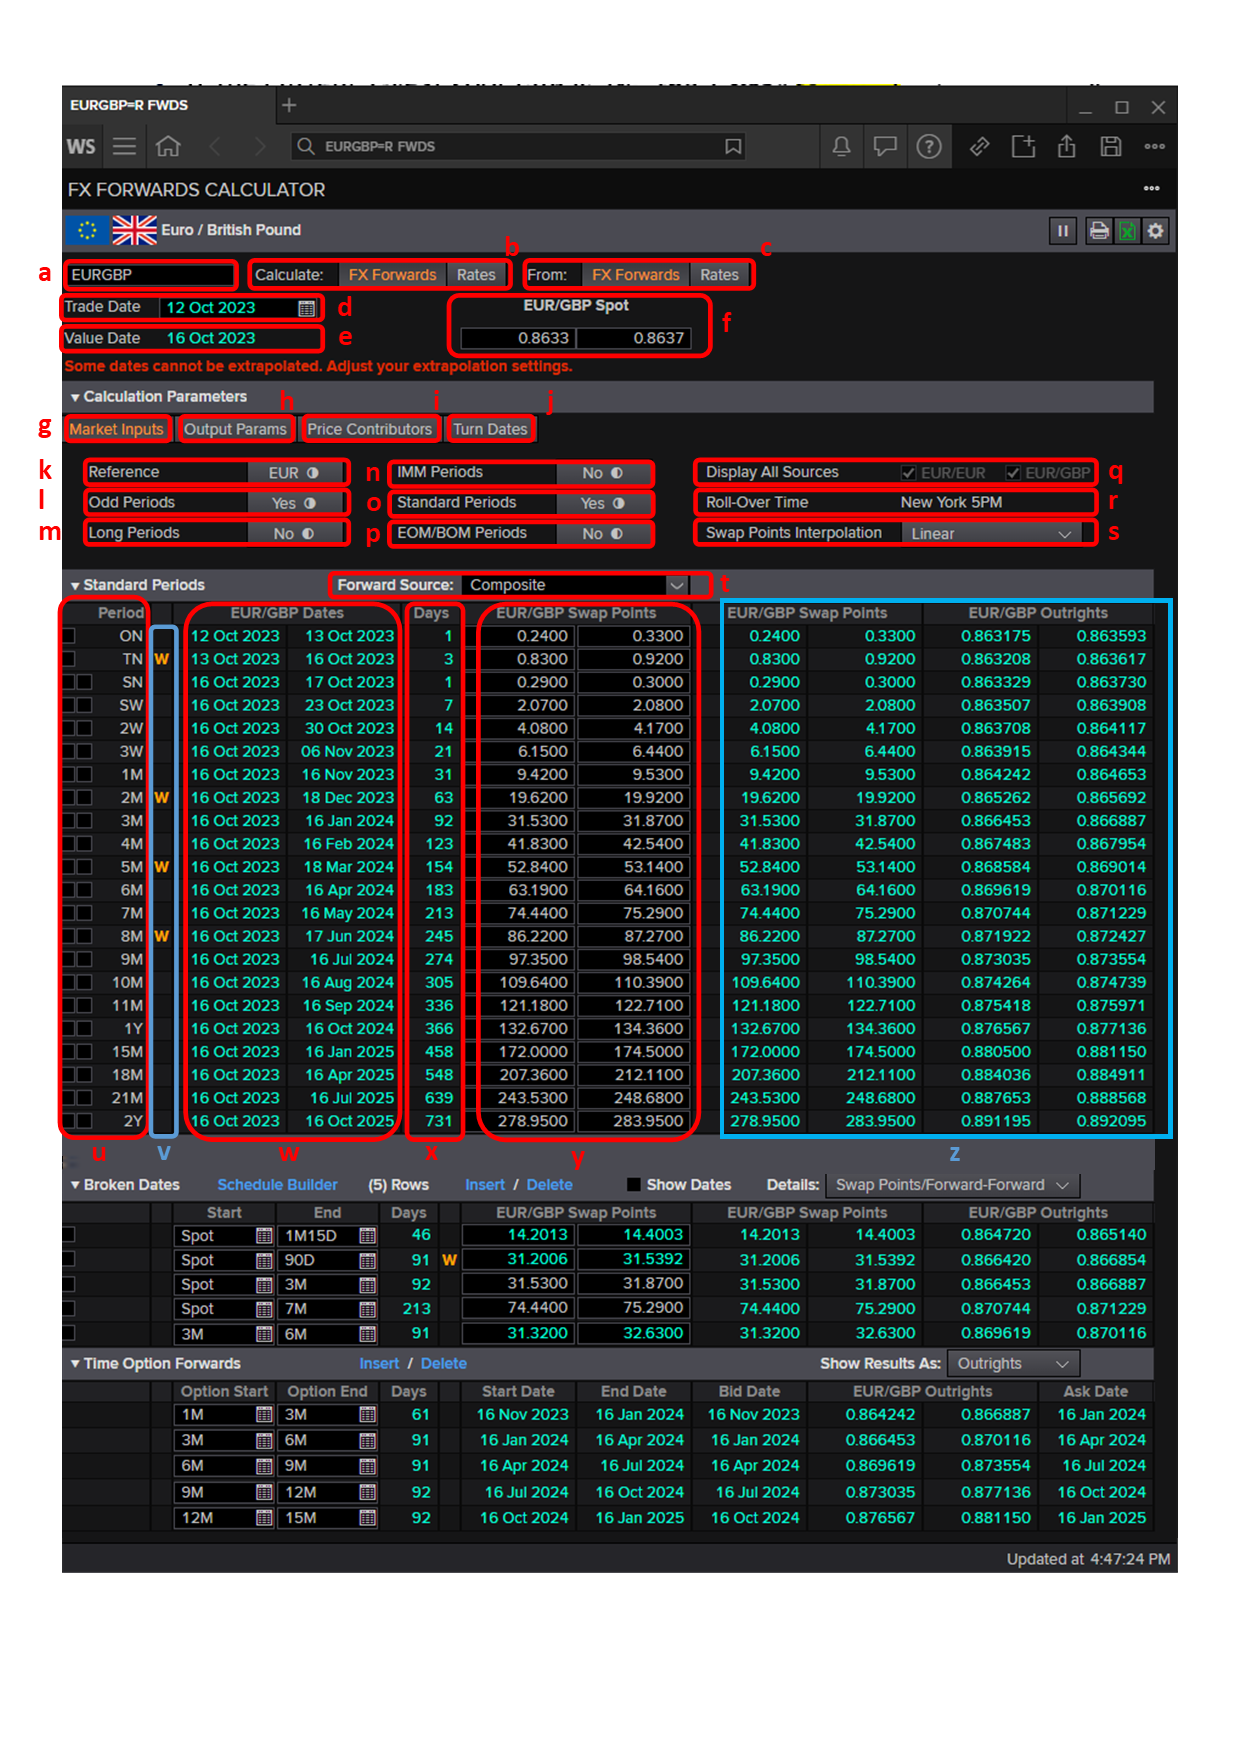 EURGBP=R FWDS
WS EURGBP=R FWDS
FX FORWARDS CALCULATOR
Euro / British Pound
b c
a EURGBP Calculate: FX Forwards Rates From: FX Forwards Rates
Trade Date 12 Oct 2023 d EUR/GBP Spot f
Value Date 16 Oct 2023 e 0.8633 0.8637
Some dates cannot be extrapolated. Adjust your extrapolation settings.
▾ Calculation Parameters h i j
g Market Inputs Output Params Price Contributors Turn Dates
k Reference EUR n IMM Periods No Display All Sources EUR/EUR EUR/GBP q
l Odd Periods Yes o Standard Periods Yes Roll-Over Time New York 5PM r
m Long Periods No p EOM/BOM Periods No Swap Points Interpolation Linear s
▾ Standard Periods Forward Source: Composite t
Period EUR/GBP Dates Days EUR/GBP Swap Points EUR/GBP Swap Points EUR/GBP Outrights
ON 12 Oct 2023 13 Oct 2023 1 0.2400 0.3300 0.2400 0.3300 0.863175 0.863593
TN W 13 Oct 2023 16 Oct 2023 3 0.8300 0.9200 0.8300 0.9200 0.863208 0.863617
SN 16 Oct 2023 17 Oct 2023 1 0.2900 0.3000 0.2900 0.3000 0.863329 0.863730
SW 16 Oct 2023 23 Oct 2023 7 2.0700 2.0800 2.0700 2.0800 0.863507 0.863908
2W 16 Oct 2023 30 Oct 2023 14 4.0800 4.1700 4.0800 4.1700 0.863708 0.864117
3W 16 Oct 2023 06 Nov 2023 21 6.1500 6.4400 6.1500 6.4400 0.863915 0.864344
1M 16 Oct 2023 16 Nov 2023 31 9.4200 9.5300 9.4200 9.5300 0.864242 0.864653
2M W 16 Oct 2023 18 Dec 2023 63 19.6200 19.9200 19.6200 19.9200 0.865262 0.865692
3M 16 Oct 2023 16 Jan 2024 92 31.5300 31.8700 31.5300 31.8700 0.866453 0.866887
4M 16 Oct 2023 16 Feb 2024 123 41.8300 42.5400 41.8300 42.5400 0.867483 0.867954
5M W 16 Oct 2023 18 Mar 2024 154 52.8400 53.1400 52.8400 53.1400 0.868584 0.869014
6M 16 Oct 2023 16 Apr 2024 183 63.1900 64.1600 63.1900 64.1600 0.869619 0.870116
7M 16 Oct 2023 16 May 2024 213 74.4400 75.2900 74.4400 75.2900 0.870744 0.871229
8M W 16 Oct 2023 17 Jun 2024 245 86.2200 87.2700 86.2200 87.2700 0.871922 0.872427
9M 16 Oct 2023 16 Jul 2024 274 97.3500 98.5400 97.3500 98.5400 0.873035 0.873554
10M 16 Oct 2023 16 Aug 2024 305 109.6400 110.3900 109.6400 110.3900 0.874264 0.874739
11M 16 Oct 2023 16 Sep 2024 336 121.1800 122.7100 121.1800 122.7100 0.875418 0.875971
1Y 16 Oct 2023 16 Oct 2024 366 132.6700 134.3600 132.6700 134.3600 0.876567 0.877136
15M 16 Oct 2023 16 Jan 2025 458 172.0000 174.5000 172.0000 174.5000 0.880500 0.881150
18M 16 Oct 2023 16 Apr 2025 548 207.3600 212.1100 207.3600 212.1100 0.884036 0.884911
21M 16 Oct 2023 16 Jul 2025 639 243.5300 248.6800 243.5300 248.6800 0.887653 0.888568
2Y 16 Oct 2023 16 Oct 2025 731 278.9500 283.9500 278.9500 283.9500 0.891195 0.892095
u v w x y z
▾ Broken Dates Schedule Builder (5) Rows Insert / Delete Show Dates Details: Swap Points/Forward-Forward
Start End Days EUR/GBP Swap Points EUR/GBP Swap Points EUR/GBP Outrights
Spot 1M15D 46 14.2013 14.4003 14.2013 14.4003 0.864720 0.865140
Spot 90D 91 W 31.2006 31.5392 31.2006 31.5392 0.866420 0.866854
Spot 3M 92 31.5300 31.8700 31.5300 31.8700 0.866453 0.866887
Spot 7M 213 74.4400 75.2900 74.4400 75.2900 0.870744 0.871229
3M 6M 91 31.3200 32.6300 31.3200 32.6300 0.869619 0.870116
▾ Time Option Forwards Insert / Delete Show Results As: Outrights
Option Start Option End Days Start Date End Date Bid Date EUR/GBP Outrights Ask Date
1M 3M 61 16 Nov 2023 16 Jan 2024 16 Nov 2023 0.864242 0.866887 16 Jan 2024
3M 6M 91 16 Jan 2024 16 Apr 2024 16 Jan 2024 0.866453 0.870116 16 Apr 2024
6M 9M 91 16 Apr 2024 16 Jul 2024 16 Apr 2024 0.869619 0.873554 16 Jul 2024
9M 12M 92 16 Jul 2024 16 Oct 2024 16 Jul 2024 0.873035 0.877136 16 Oct 2024
12M 15M 92 16 Oct 2024 16 Jan 2025 16 Oct 2024 0.876567 0.881150 16 Jan 2025
Updated at 4:47:24 PM